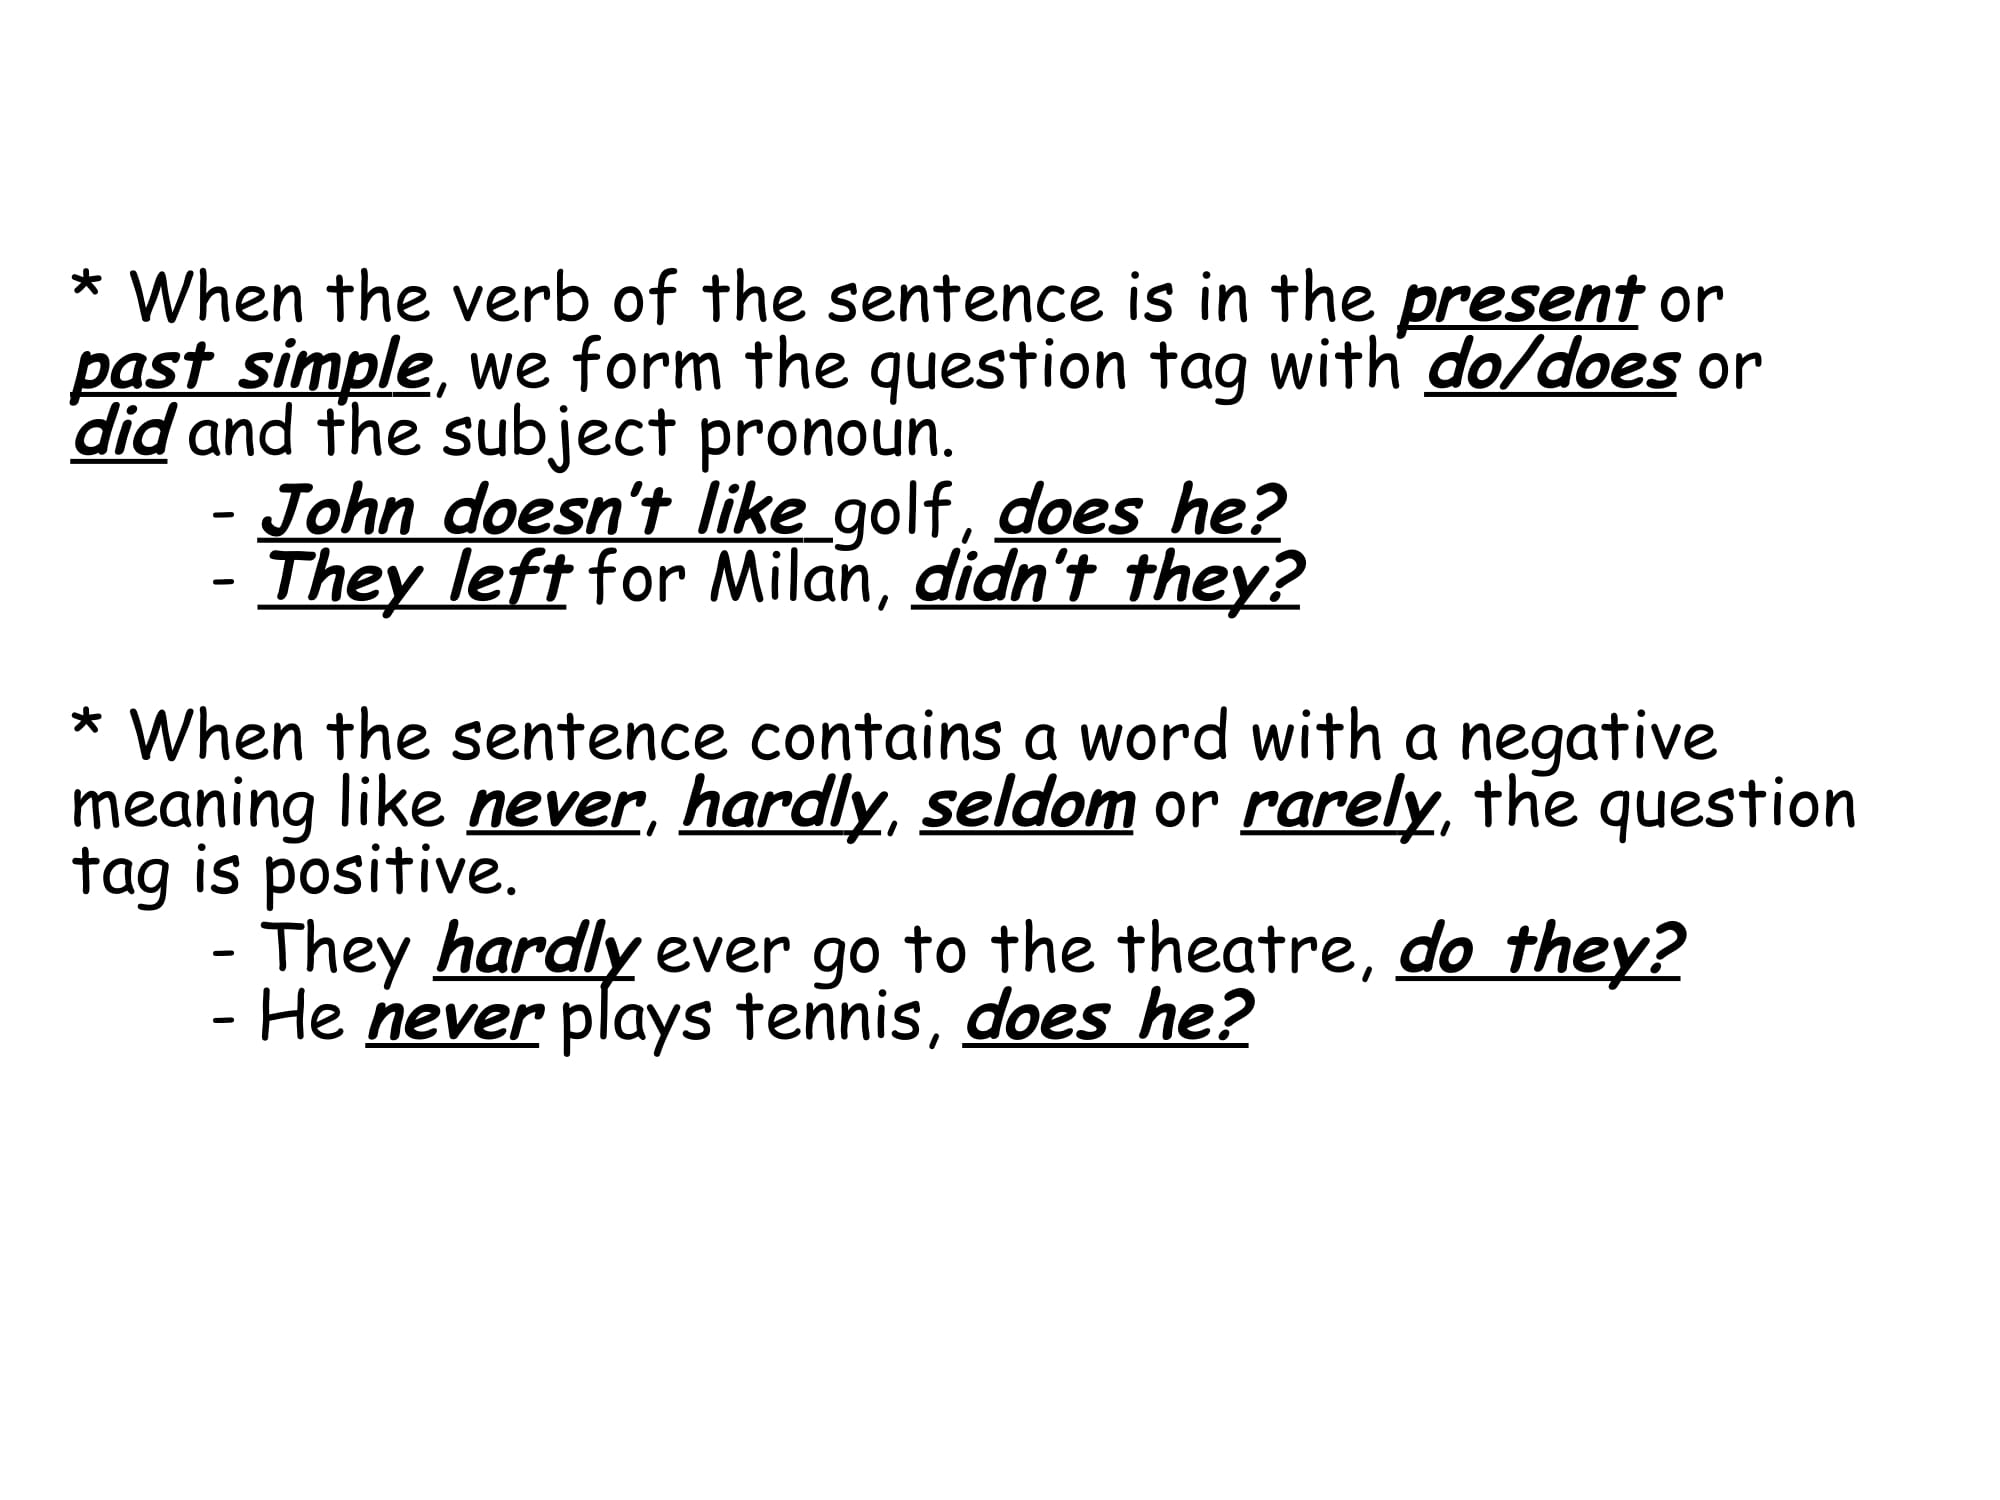 * When the verb of the sentence is in the present or
past simple, we form the question tag with do/does or
did and the subject pronoun.
- John doesn’t like golf, does he?
- They left for Milan, didn’t they?
* When the sentence contains a word with a negative
meaning like never, hardly, seldom or rarely, the question
tag is positive.
- They hardly ever go to the theatre, do they?
- He never plays tennis, does he?